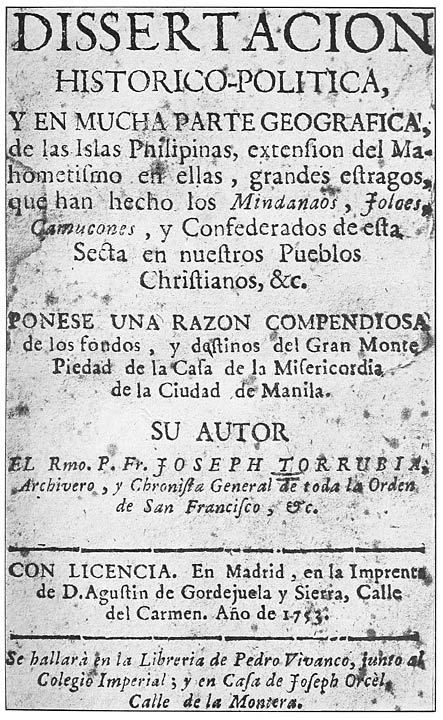 DISSERTACION
HISTORICO-POLITICA,
Y EN MUCHA PARTE GEOGRAFICA,
de las Islas Philipinas, extension del Ma-
hometismo en ellas, grandes estragos,
que han hecho los Mindanaos, Joloes,
Camucones, y Confederados de esta
Secta en nuestros Pueblos
Christianos, &c.
PONESE UNA RAZON COMPENDIOSA
de los fondos, y destinos del Gran Monte
Piedad de la Casa de la Misericordia
de la Ciudad de Manila.
SU AUTOR
EL Rmo. P. Fr. JOSEPH TORRUBIA,
Archivero, y Chronista General de toda la Orden
de San Francisco, &c.
CON LICENCIA. En Madrid, en la Imprenta
de D. Agustin de Gordejuela y Sierra, Calle
del Carmen. Año de 1753.
Se hallarà en la Libreria de Pedro Vivanco, junto al
Colegio Imperial; y en Casa de Joseph Orcèl,
Calle de la Montera.